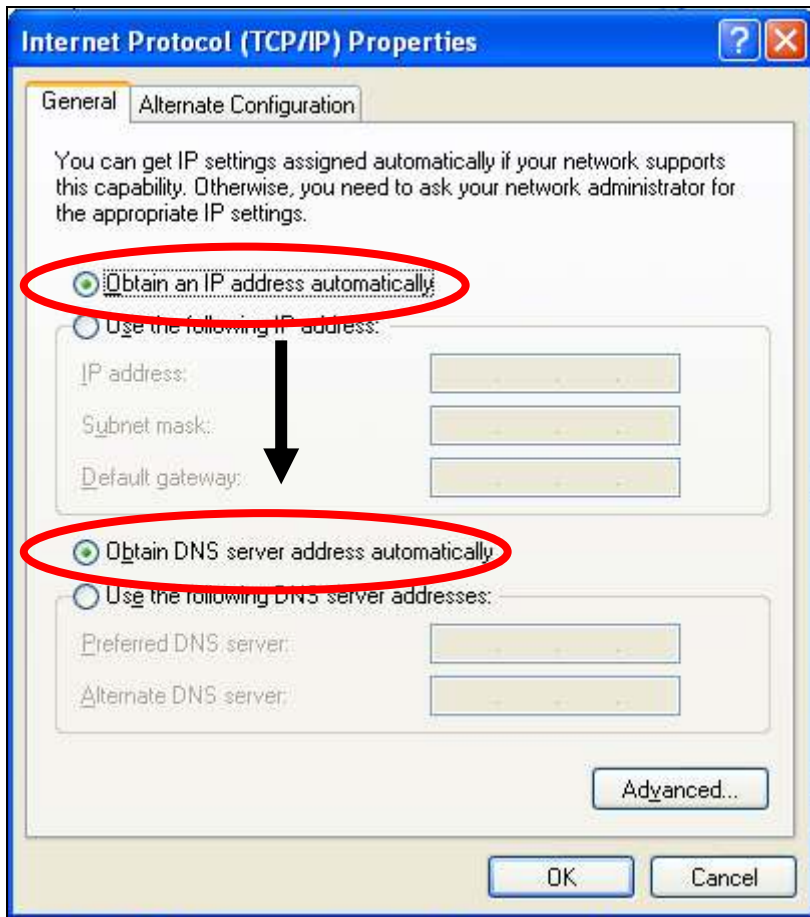 Internet Protocol (TCP/IP) Properties
General
Alternate Configuration
You can get IP settings assigned automatically if your network supports
this capability. Otherwise, you need to ask your network administrator for
the appropriate IP settings.
Obtain an IP address automatically
Use the following IP address:
IP address:
Subnet mask:
Default gateway:
Obtain DNS server address automatically
Use the following DNS server addresses:
Preferred DNS server:
Alternate DNS server:
Advanced...
OK
Cancel